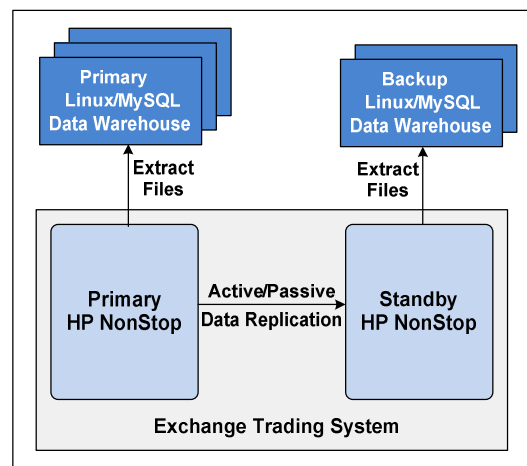 Primary
Linux/MySQL
Data Warehouse
Backup
Linux/MySQL
Data Warehouse
Extract
Files
Extract
Files
Primary
HP NonStop
Active/Passive
Data Replication
Standby
HP NonStop
Exchange Trading System